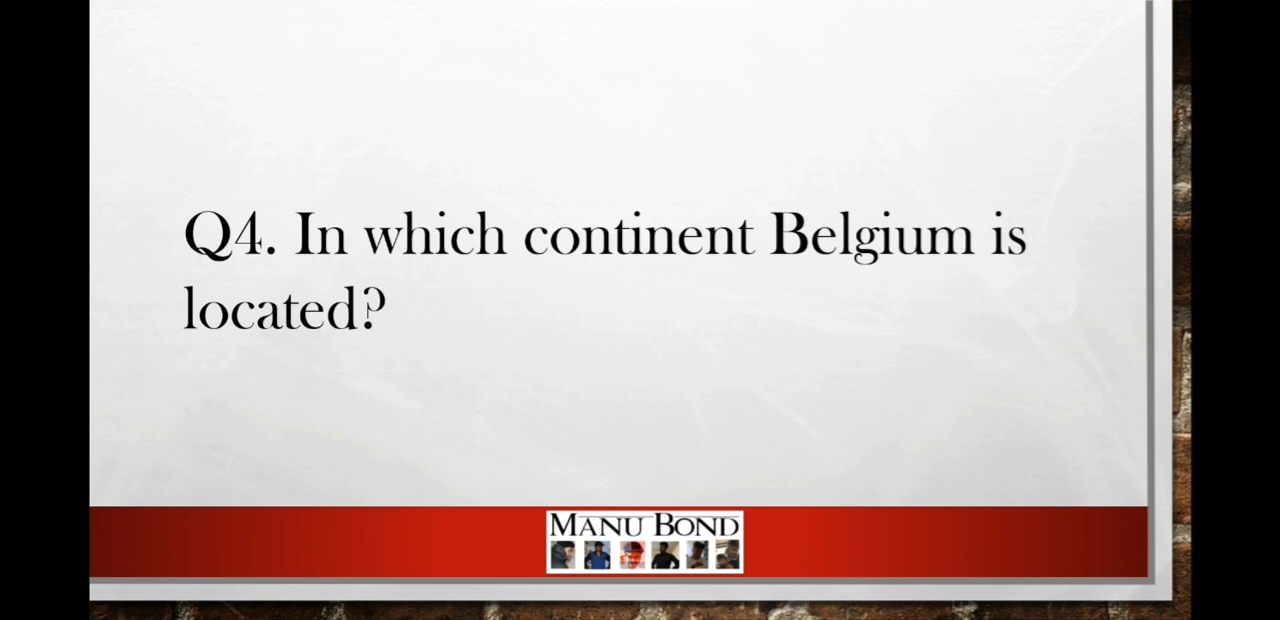 Q4. In which continent Belgium is
located?
MANU BOND